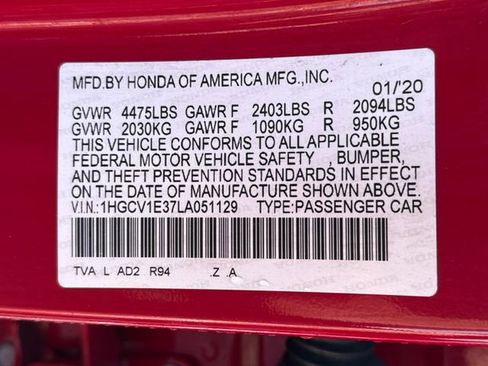 MFD.BY HONDA OF AMERICA MFG.,INC.
01/'20
GVWR 4475LBS GAWR F 2403LBS R 2094LBS
GVWR 2030KG GAWR F 1090KG R 950KG
THIS VEHICLE CONFORMS TO ALL APPLICABLE
FEDERAL MOTOR VEHICLE SAFETY , BUMPER,
AND THEFT PREVENTION STANDARDS IN EFFECT
ON THE DATE OF MANUFACTURE SHOWN ABOVE.
V.I.N.:1HGCV1E37LA051129 TYPE:PASSENGER CAR
TVA L AD2 R94 .Z .A